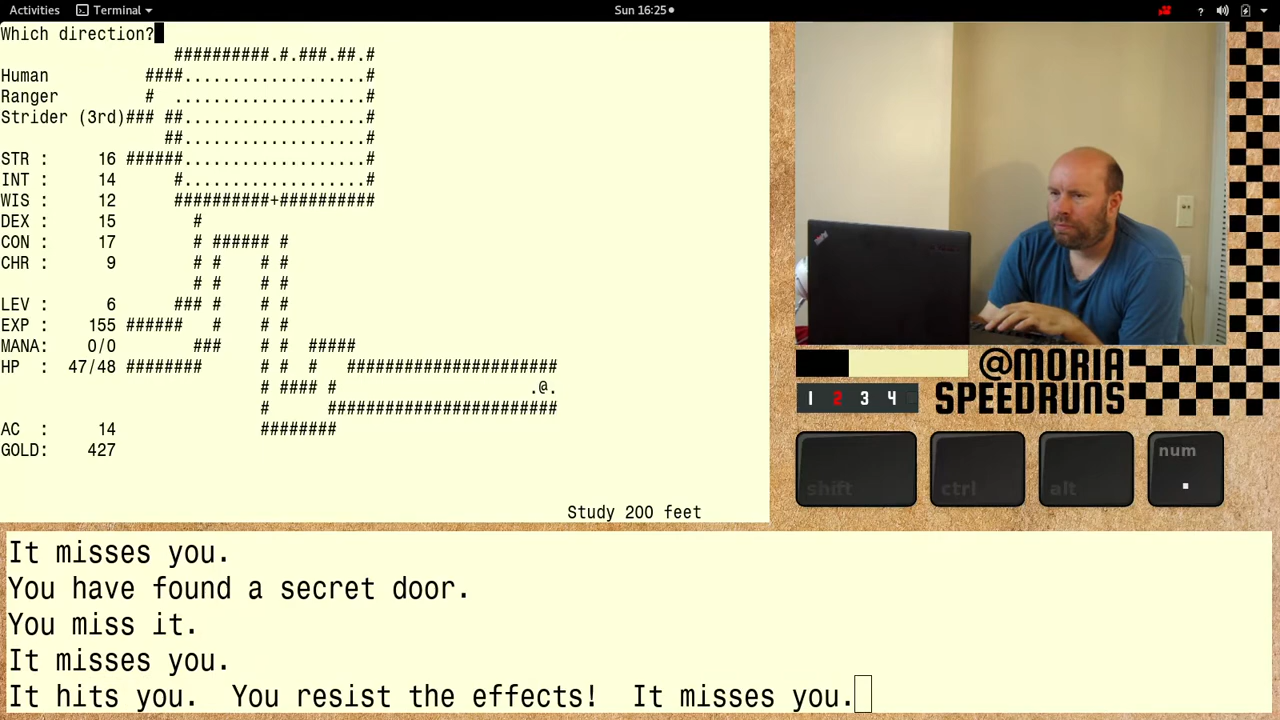 Activities Terminal Sun 16:25
Which direction?
##########.#.###.##.#
Human ####...................#
Ranger # ....................#
Strider (3rd)### ##...................#
##...................#
STR : 16 ######...................#
INT : 14 #...................#
WIS : 12 ##########+##########
DEX : 15 #
CON : 17 # ###### #
CHR : 9 # # # #
# # # #
LEV : 6 ### # # #
EXP : 155 ###### # # #
MANA: 0/0 ### # # #####
HP : 47/48 ######## # # # ######################
# #### # .@.
# ########################
AC : 14 ########
GOLD: 427
Study 200 feet
@MORIA
SPEEDRUNS
1 2 3 4
shift ctrl alt num
.
It misses you.
You have found a secret door.
You miss it.
It misses you.
It hits you. You resist the effects! It misses you.